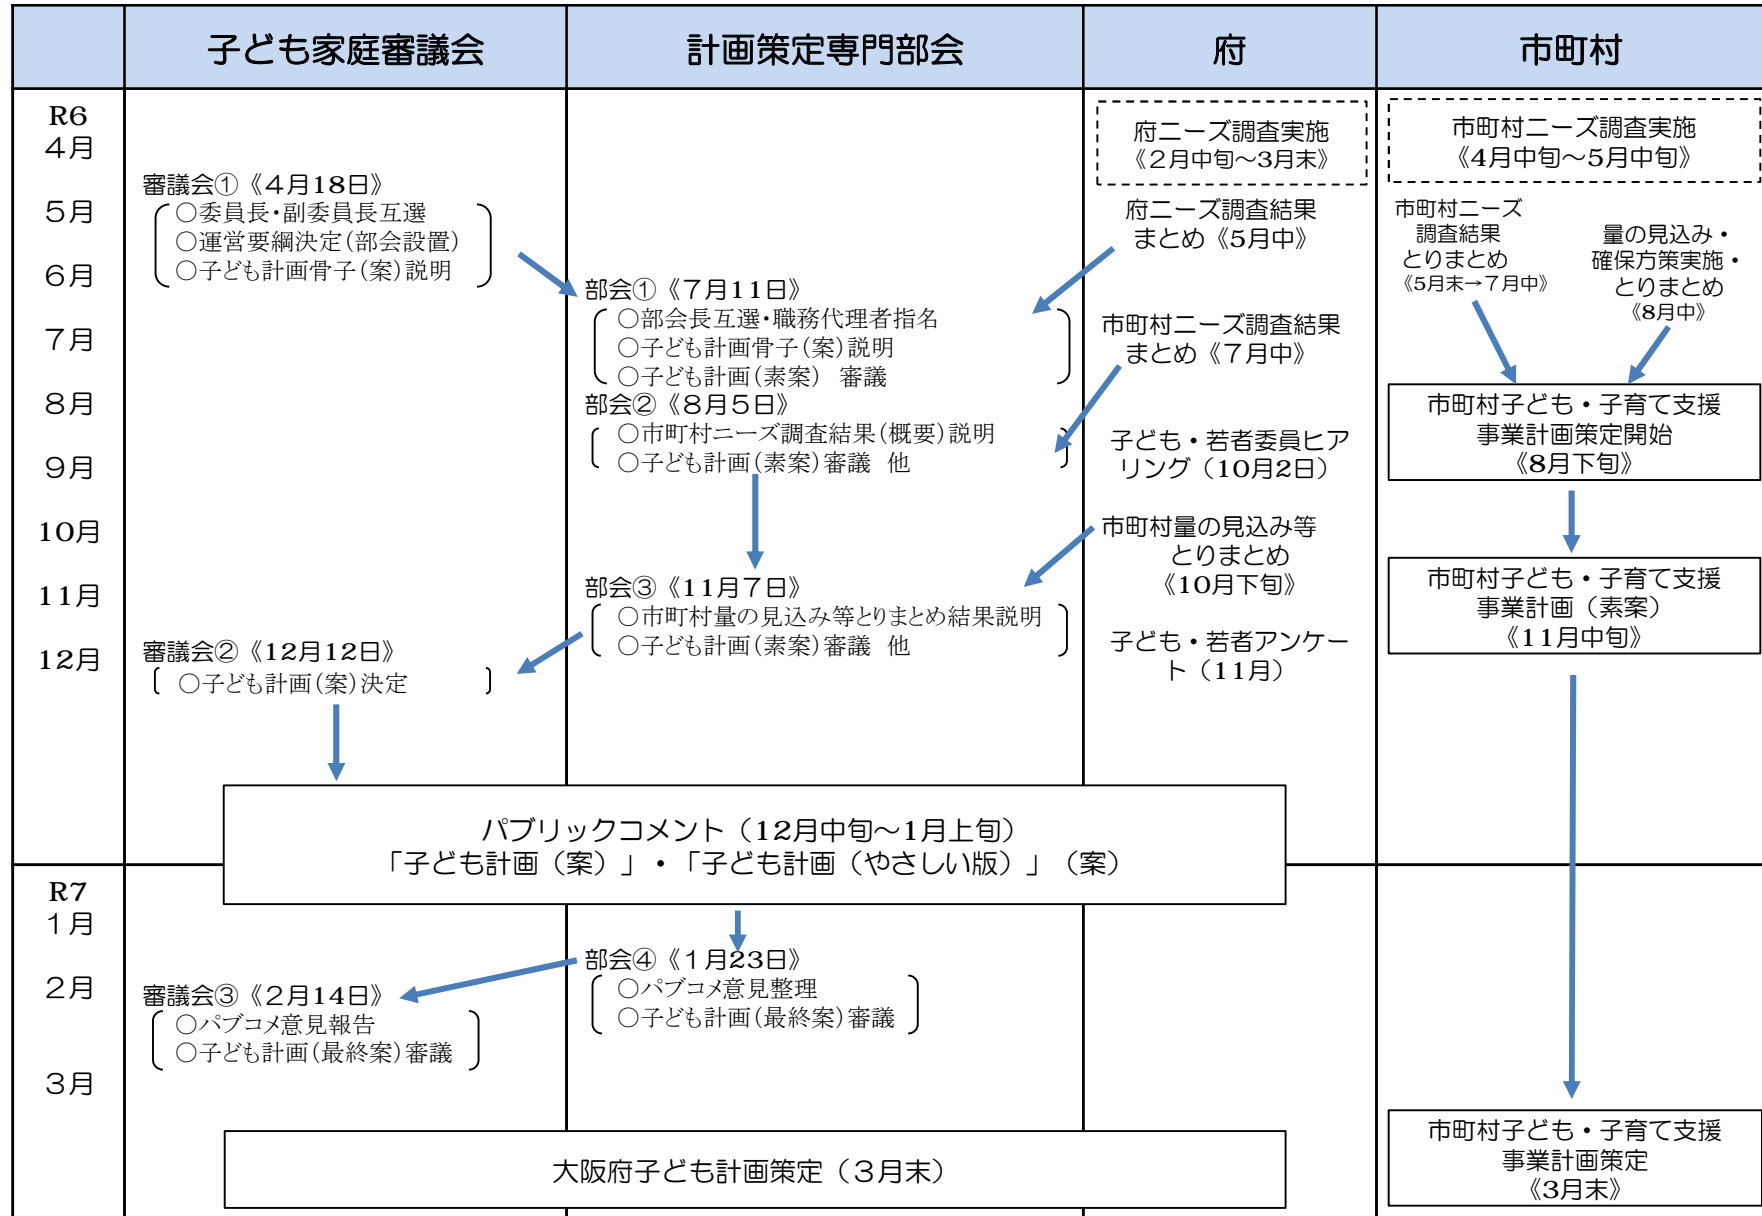 子ども家庭審議会
計画策定専門部会
府
市町村
R6
4月
5月
6月
7月
8月
9月
10月
11月
12月
R7
1月
2月
3月
審議会①《4月18日》
○委員長・副委員長互選
○運営要綱決定(部会設置)
○子ども計画骨子(案)説明
審議会②《12月12日》
○子ども計画(案)決定
部会①《7月11日》
○部会長互選・職務代理者指名
○子ども計画骨子(案)説明
○子ども計画(素案) 審議
部会②《8月5日》
○市町村ニーズ調査結果(概要)説明
○子ども計画(素案)審議 他
部会③《11月7日》
○市町村量の見込み等とりまとめ結果説明
○子ども計画(素案)審議 他
府ニーズ調査実施
《2月中旬～3月末》
府ニーズ調査結果
まとめ《5月中》
市町村ニーズ調査結果
まとめ《7月中》
子ども・若者委員ヒア
リング（10月2日）
市町村量の見込み等
とりまとめ
《10月下旬》
子ども・若者アンケー
ト（11月）
市町村ニーズ調査実施
《4月中旬～5月中旬》
市町村ニーズ
調査結果
とりまとめ
《5月末→7月中》
量の見込み・
確保方策実施・
とりまとめ
《8月中》
市町村子ども・子育て支援
事業計画策定開始
《8月下旬》
市町村子ども・子育て支援
事業計画（素案）
《11月中旬》
パブリックコメント（12月中旬～1月上旬）
「子ども計画（案）」・「子ども計画（やさしい版）」（案）
部会④《1月23日》
○パブコメ意見整理
○子ども計画(最終案)審議
審議会③《2月14日》
○パブコメ意見報告
○子ども計画(最終案)審議
大阪府子ども計画策定（3月末）
市町村子ども・子育て支援
事業計画策定
《3月末》